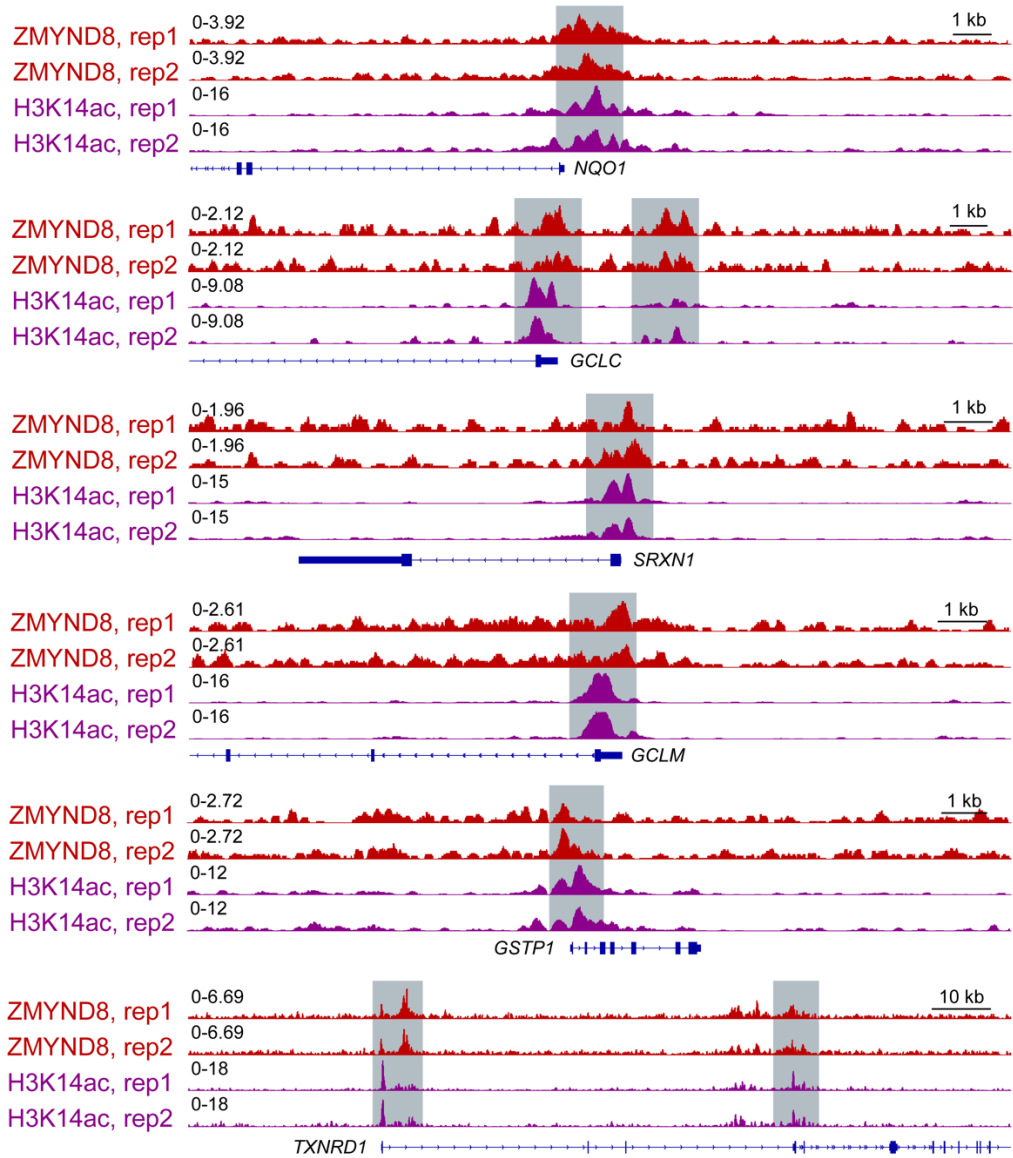 0-3.92
1 kb
ZMYND8, rep1
0-3.92
ZMYND8, rep2
0-16
H3K14ac, rep1
0-16
H3K14ac, rep2
NQO1
0-2.12
1 kb
ZMYND8, rep1
0-2.12
ZMYND8, rep2
0-9.08
H3K14ac, rep1
0-9.08
H3K14ac, rep2
GCLC
0-1.96
1 kb
ZMYND8, rep1
0-1.96
ZMYND8, rep2
0-15
H3K14ac, rep1
0-15
H3K14ac, rep2
SRXN1
0-2.61
1 kb
ZMYND8, rep1
0-2.61
ZMYND8, rep2
0-16
H3K14ac, rep1
0-16
H3K14ac, rep2
GCLM
0-2.72
1 kb
ZMYND8, rep1
0-2.72
ZMYND8, rep2
0-12
H3K14ac, rep1
0-12
H3K14ac, rep2
GSTP1
0-6.69
10 kb
ZMYND8, rep1
0-6.69
ZMYND8, rep2
0-18
H3K14ac, rep1
0-18
H3K14ac, rep2
TXNRD1